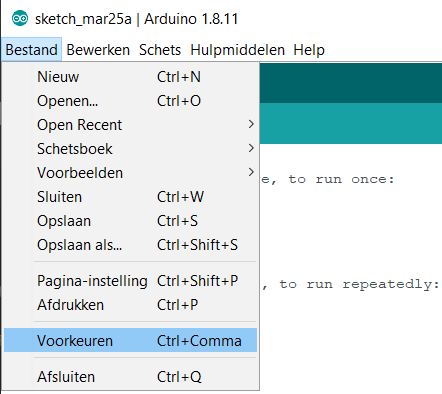 sketch_mar25a | Arduino 1.8.11
Bestand Bewerken Schets Hulpmiddelen Help
Nieuw Ctrl+N
Openen... Ctrl+O
Open Recent
Schetsboek
Voorbeelden
e, to run once:
Sluiten Ctrl+W
Opslaan Ctrl+S
Opslaan als... Ctrl+Shift+S
Pagina-instelling Ctrl+Shift+P
, to run repeatedly:
Afdrukken Ctrl+P
Voorkeuren Ctrl+Comma
Afsluiten Ctrl+Q